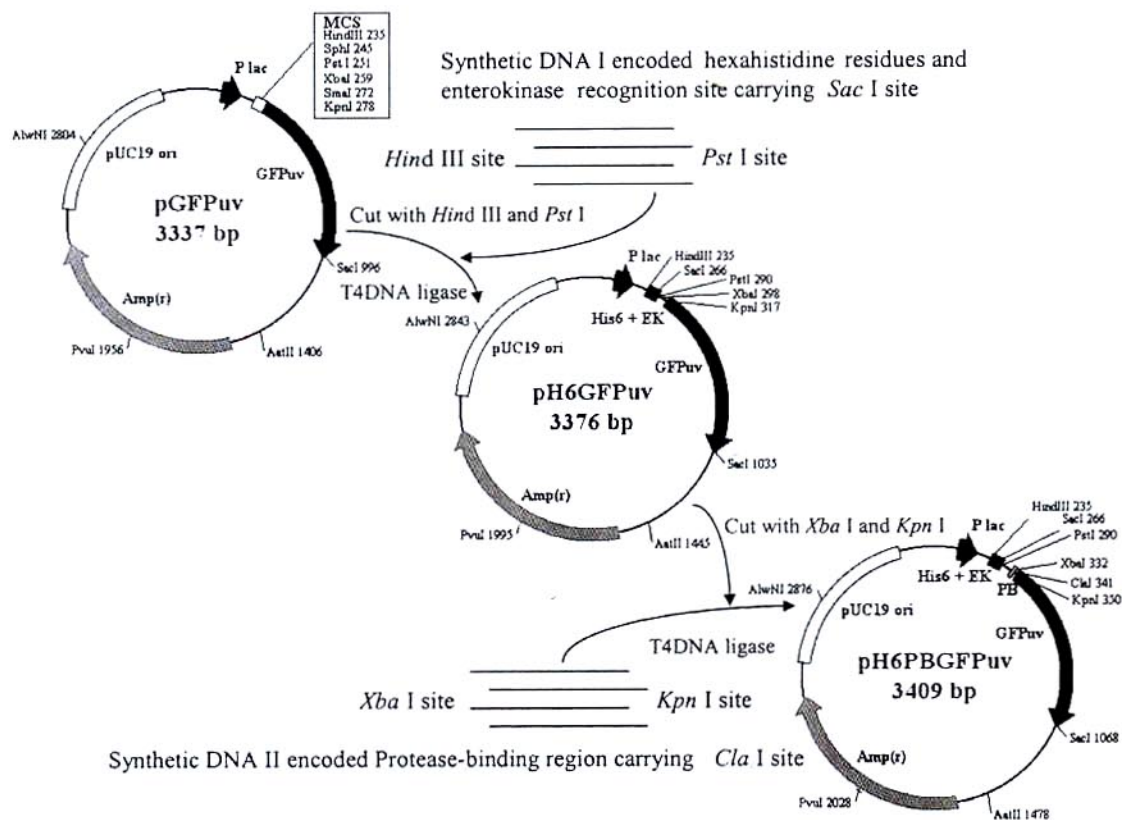 MCS
HindIII 235
SphI 245
Pst I 251
XbaI 259
SmaI 272
KpnI 278
P lac
AlwNI 2804
pUC19 ori
GFPuv
pGFPuv
3337 bp
SacI 996
Amp(r)
PvuI 1956
AatII 1406
Synthetic DNA I encoded hexahistidine residues and
enterokinase recognition site carrying Sac I site
Hind III site
Pst I site
Cut with Hind III and Pst I
T4DNA ligase
P lac
HindIII 235
SacI 266
PstI 290
XbaI 298
KpnI 317
His6 + EK
AlwNI 2843
pUC19 ori
GFPuv
pH6GFPuv
3376 bp
SacI 1035
Amp(r)
PvuI 1995
AatII 1445
Cut with Xba I and Kpn I
T4DNA ligase
P lac
HindIII 235
SacI 266
PstI 290
XbaI 332
ClaI 341
KpnI 350
His6 + EK
PB
AlwNI 2876
pUC19 ori
GFPuv
pH6PBGFPuv
3409 bp
SacI 1068
Amp(r)
PvuI 2028
AatII 1478
Xba I site
Kpn I site
Synthetic DNA II encoded Protease-binding region carrying Cla I site